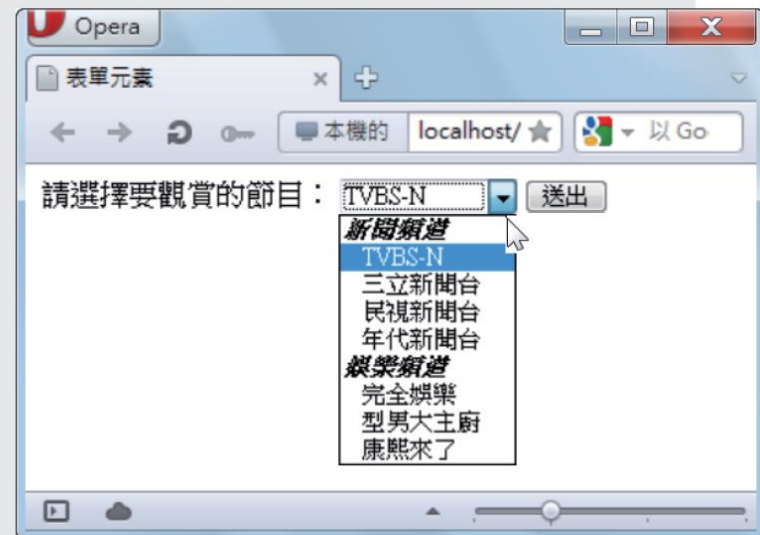 Opera
表單元素
本機的 localhost/ 以 Go
請選擇要觀賞的節目： TVBS-N 送出
新聞頻道
TVBS-N
三立新聞台
民視新聞台
年代新聞台
娛樂頻道
完全娛樂
型男大主廚
康熙來了